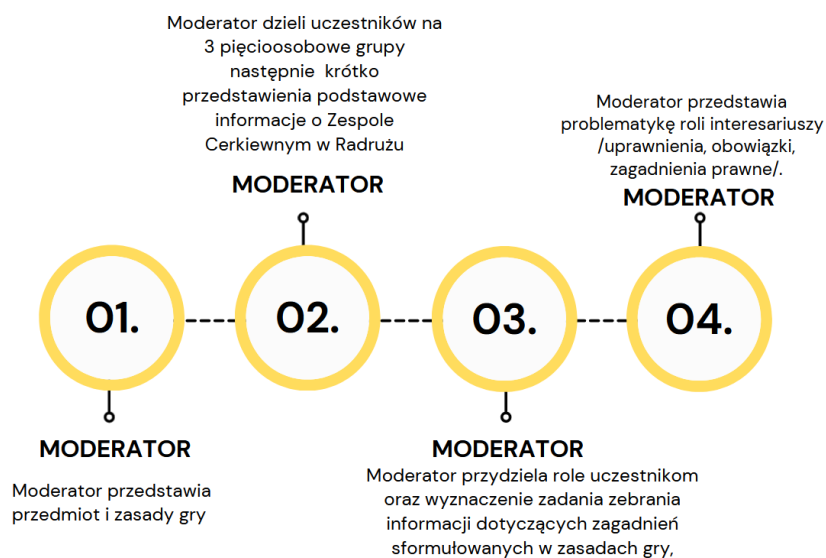 Moderator dzieli uczestników na
3 pięcioosobowe grupy
następnie krótko
przedstawienia podstawowe
informacje o Zespole
Cerkiewnym w Radrużu
MODERATOR
Moderator przedstawia
problematykę roli interesariuszy
/uprawnienia, obowiązki,
zagadnienia prawne/.
MODERATOR
01.
02.
03.
04.
MODERATOR
Moderator przedstawia
przedmiot i zasady gry
MODERATOR
Moderator przydziela role uczestnikom
oraz wyznaczenie zadania zebrania
informacji dotyczących zagadnień
sformułowanych w zasadach gry,